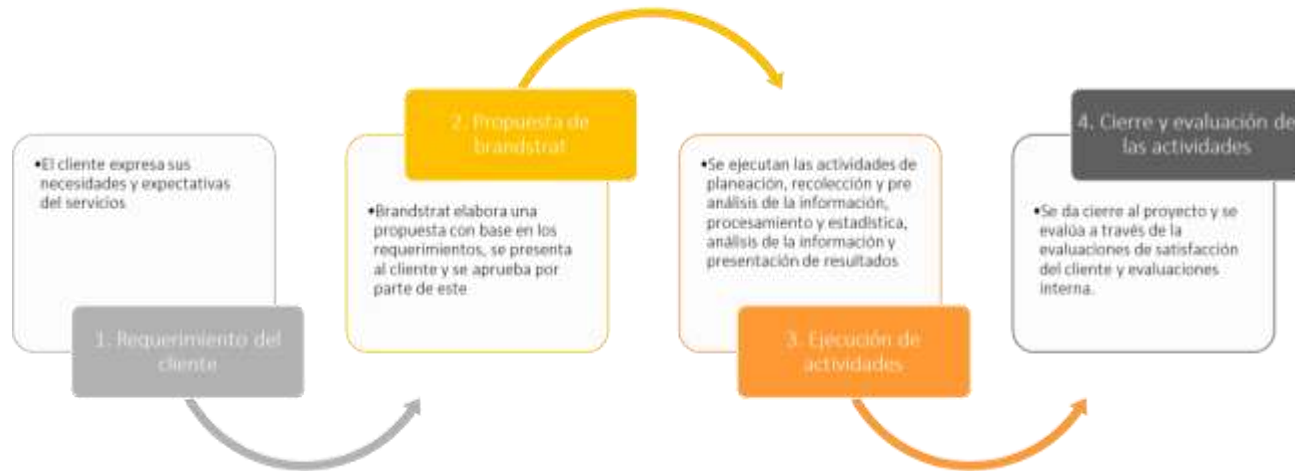 •El cliente expresa sus
necesidades y expectativas
del servicios
1. Requerimiento del
cliente
2. Propuesta de
brandstrat
•Brandstrat elabora una
propuesta con base en los
requerimientos, se presenta
al cliente y se aprueba por
parte de este
•Se ejecutan las actividades de
planeación, recolección y pre
análisis de la información,
procesamiento y estadística,
análisis de la información y
presentación de resultados
3. Ejecución de
actividades
4. Cierre y evaluación de
las actividades
•Se da cierre al proyecto y se
evalúa a través de la
evaluaciones de satisfacción
del cliente y evaluaciones
interna.